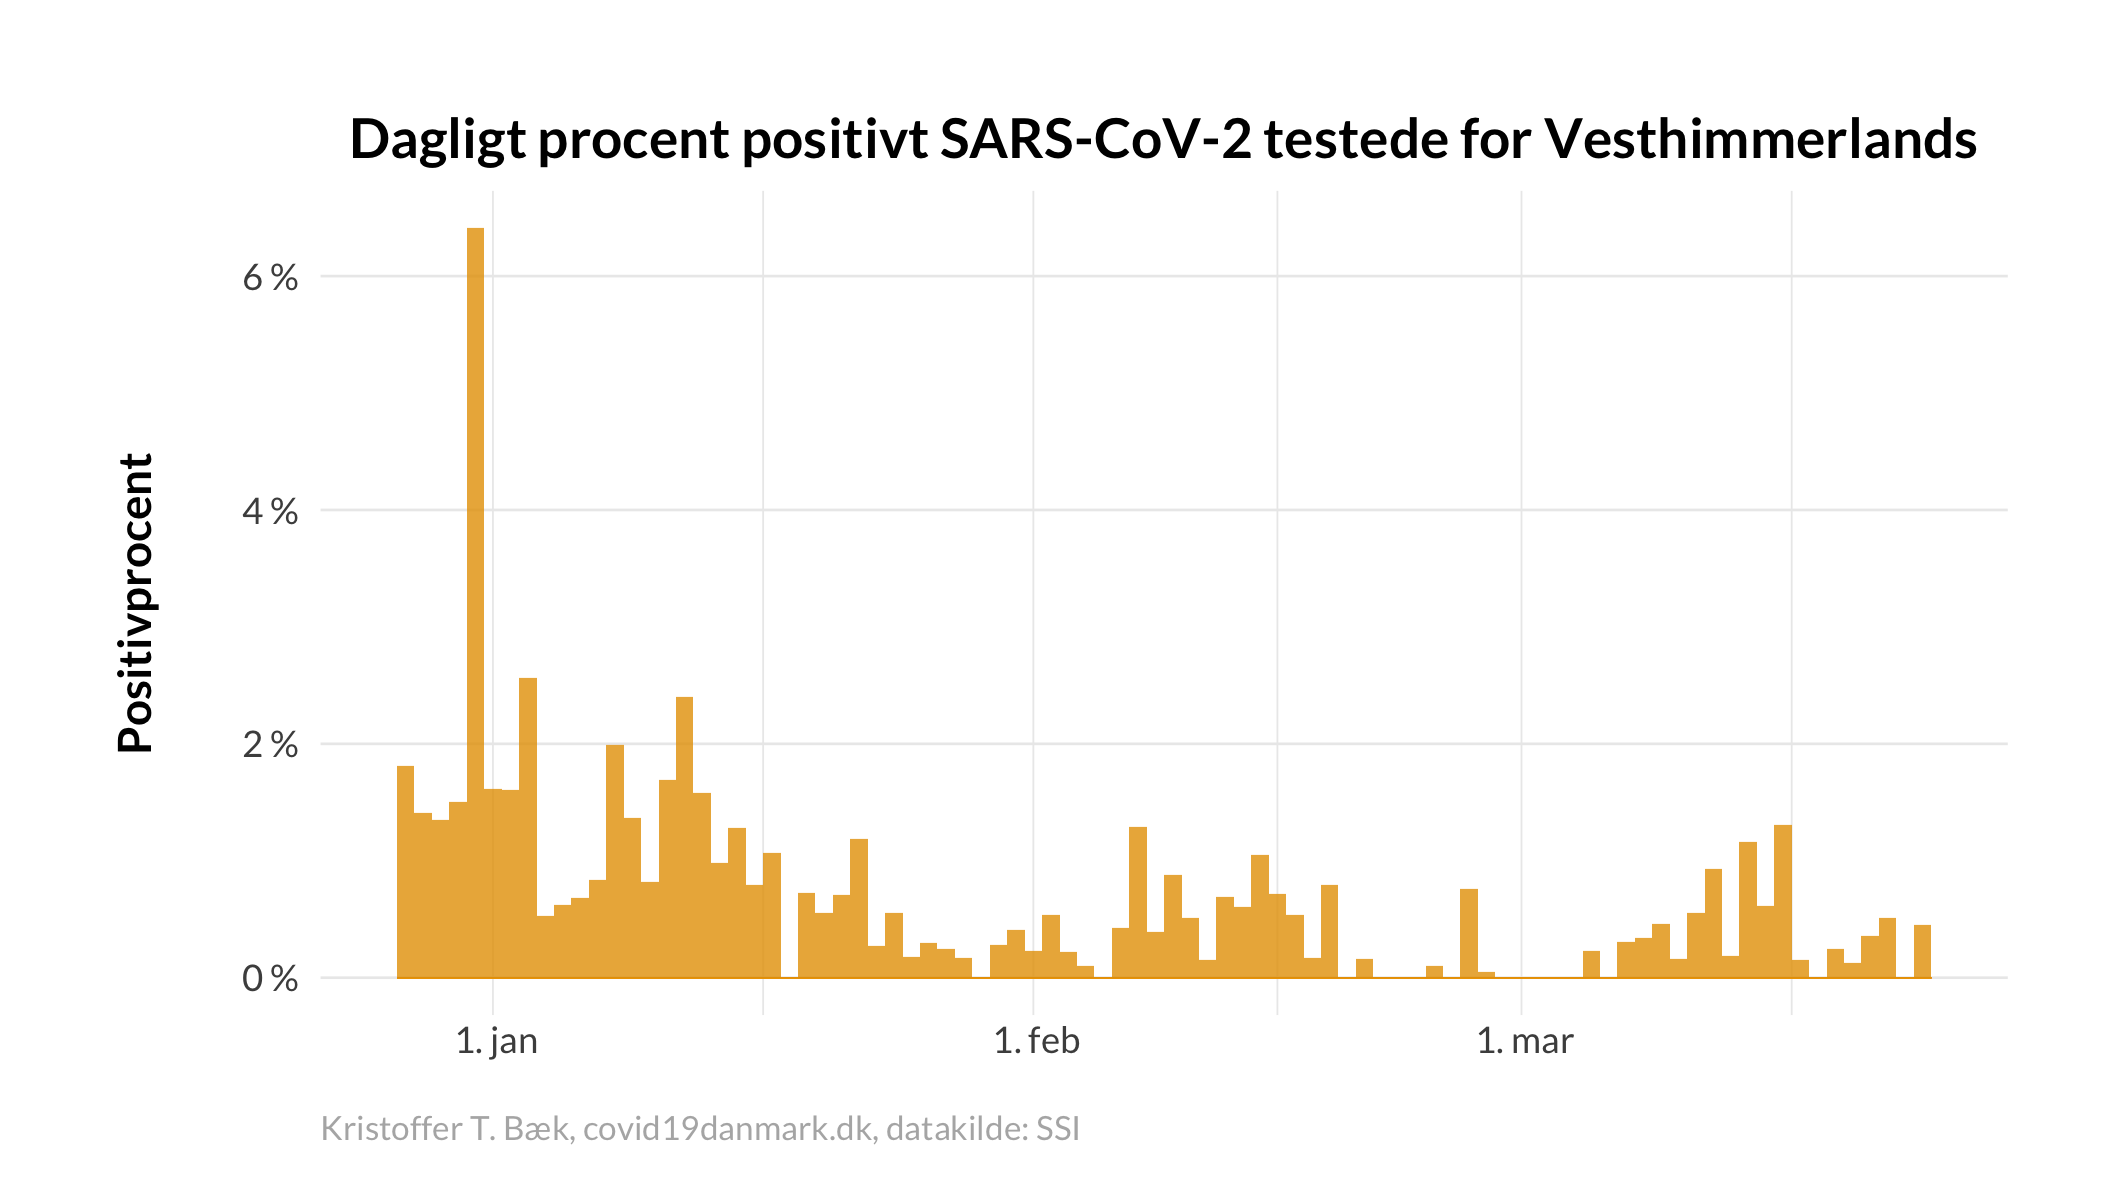 Dagligt procent positivt SARS-CoV-2 testede for Vesthimmerlands
Positivprocent
6 %
4 %
2 %
0 %
1. jan
1. feb
1. mar
Kristoffer T. Bæk, covid19danmark.dk, datakilde: SSI